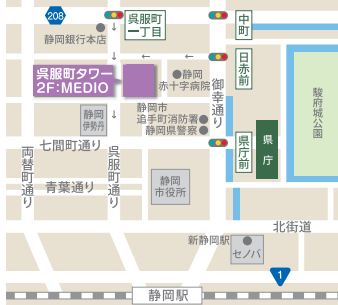 208
呉服町
一丁目
中町
静岡銀行本店
日赤前
呉服町タワー
2F:MEDIO
静岡
赤十字病院
御幸通り
駿府城公園
静岡
伊勢丹
静岡市
追手町消防署
静岡県警察
県庁前
県庁
七間町通り
両替町通り
呉服町通り
青葉通り
静岡
市役所
北街道
新静岡駅
セノバ
1
静岡駅